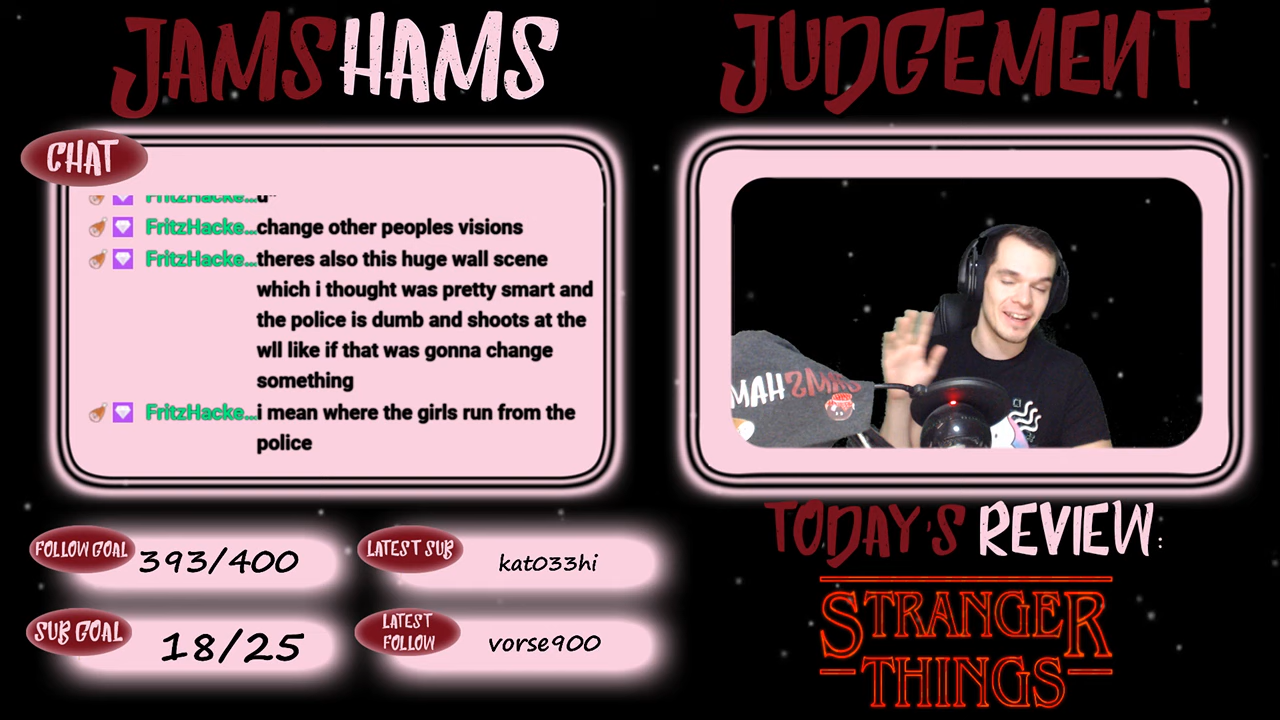 JAMSHAMS
JUDGEMENT
CHAT
FritzHacke...
FritzHacke...change other peoples visions
FritzHacke...theres also this huge wall scene
which i thought was pretty smart and
the police is dumb and shoots at the
wll like if that was gonna change
something
FritzHacke...i mean where the girls run from the
police
HAMSMAJ
FOLLOW GOAL 393/400
LATEST SUB kat033hi
SUB GOAL 18/25
LATEST
FOLLOW vorse900
TODAY'S REVIEW:
STRANGER
THINGS